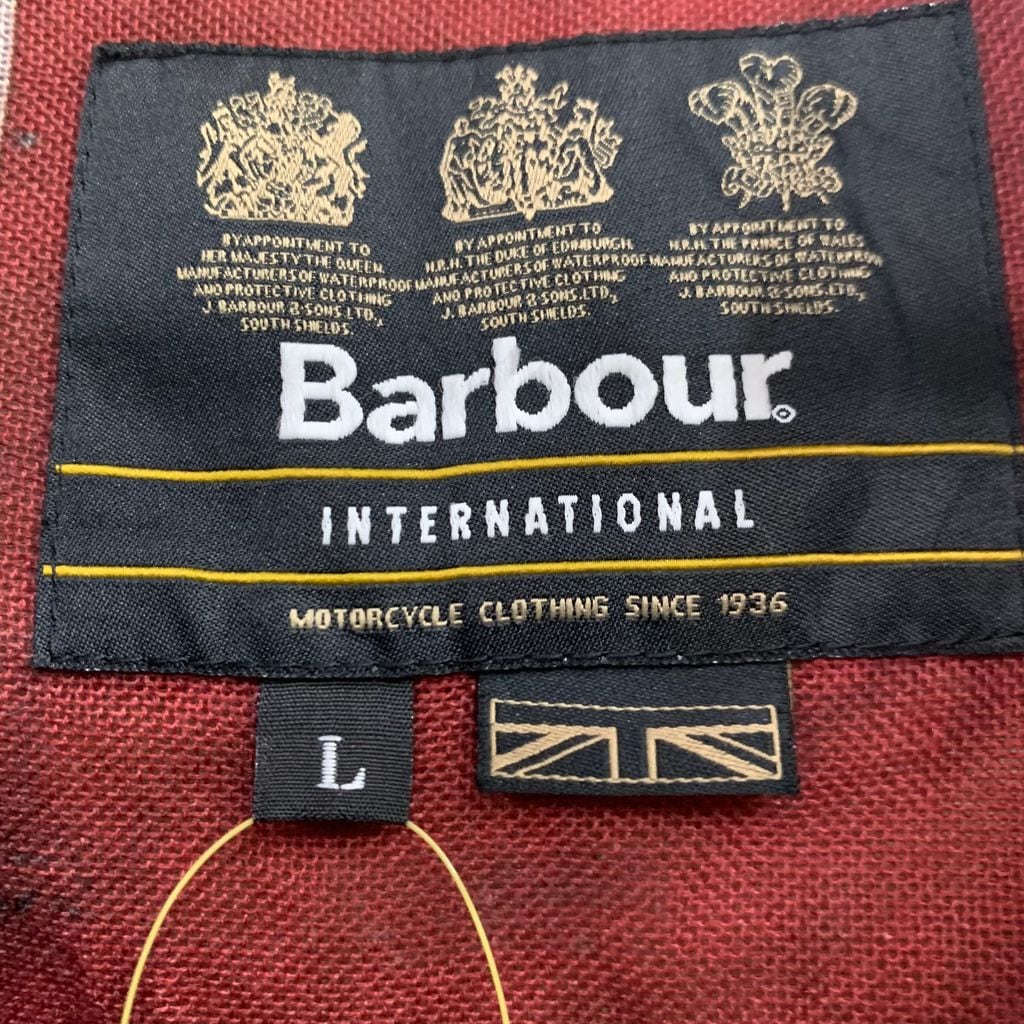 BY APPOINTMENT TO
HER MAJESTY THE QUEEN
MANUFACTURERS OF WATERPROOF
AND PROTECTIVE CLOTHING
J. BARBOUR & SONS. LTD.,
SOUTH SHIELDS.
BY APPOINTMENT TO
H.R.H. THE DUKE OF EDINBURGH
MANUFACTURERS OF WATERPROOF
AND PROTECTIVE CLOTHING
J. BARBOUR & SONS. LTD.,
SOUTH SHIELDS.
BY APPOINTMENT TO
H.R.H. THE PRINCE OF WALES
MANUFACTURERS OF WATERPROOF
AND PROTECTIVE CLOTHING
J. BARBOUR & SONS. LTD.,
SOUTH SHIELDS.
Barbour®
INTERNATIONAL
MOTORCYCLE CLOTHING SINCE 1936
L